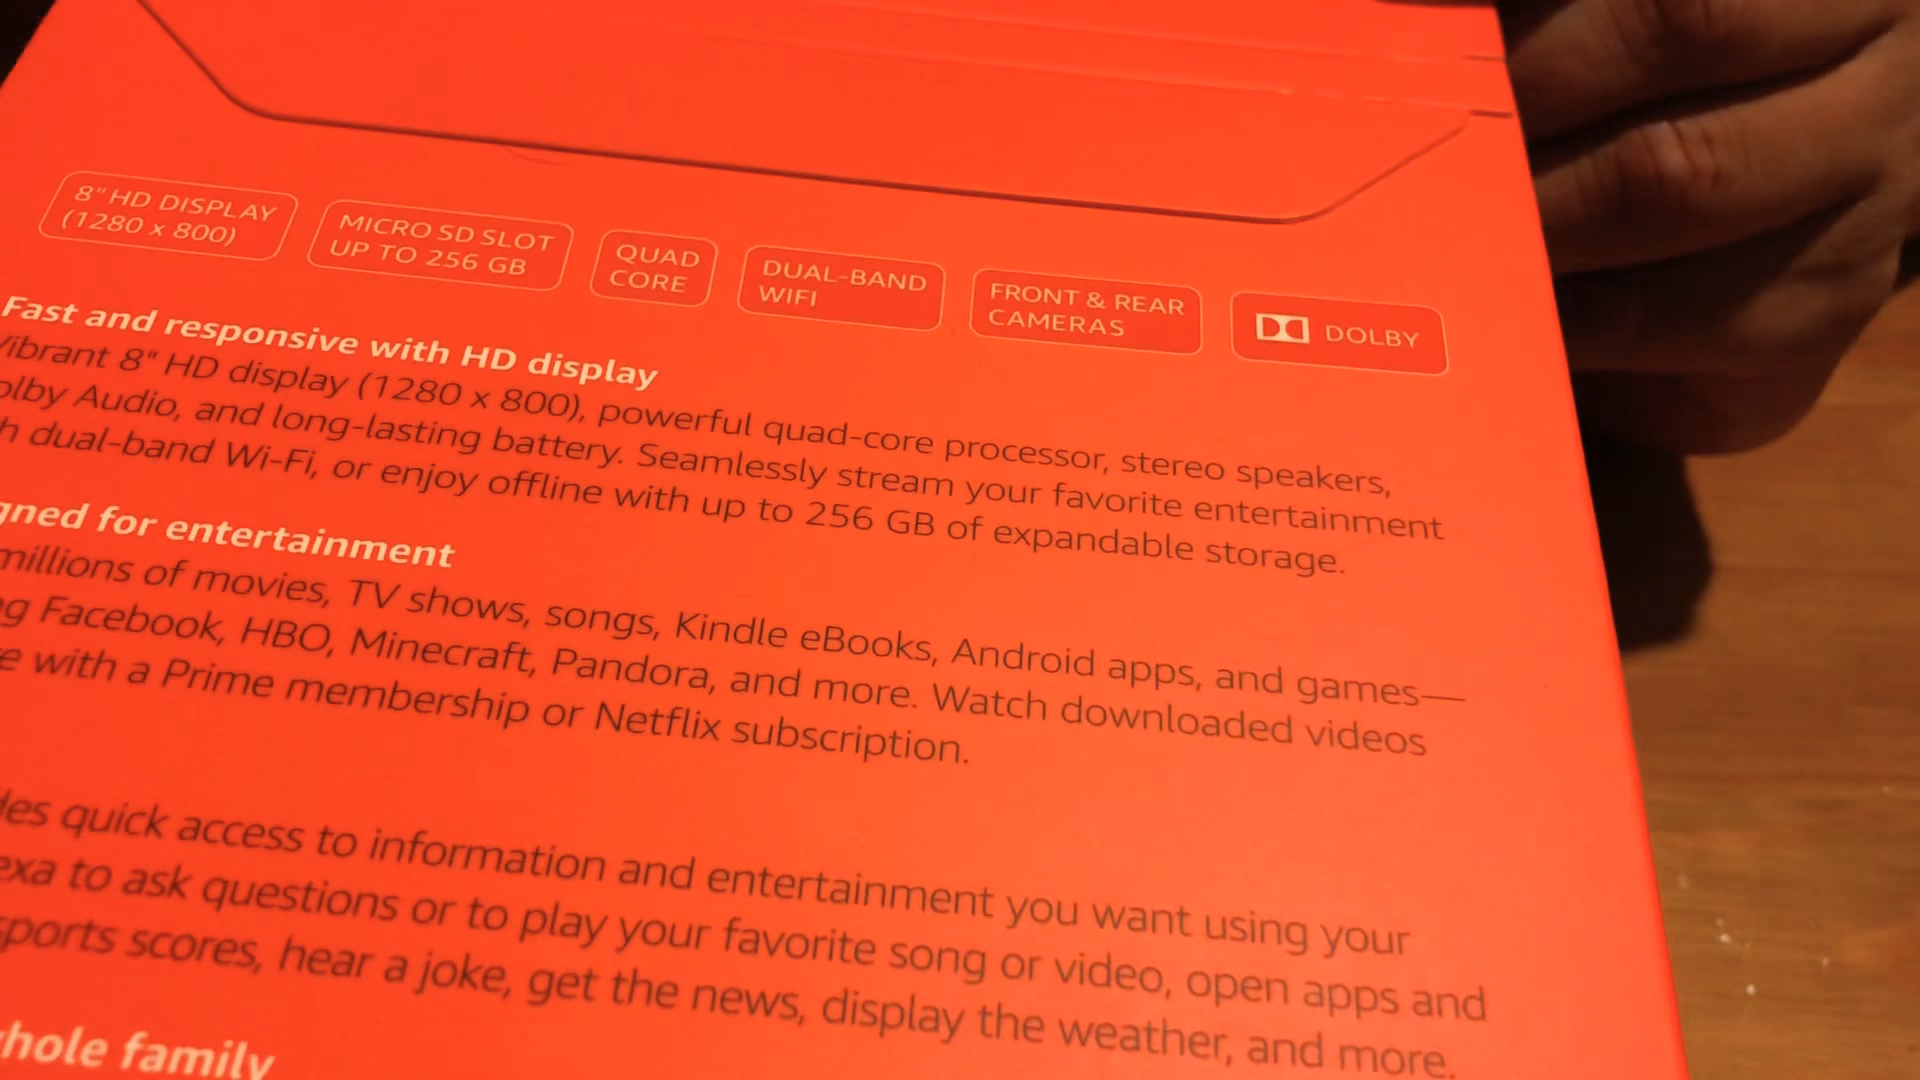 8" HD DISPLAY
(1280 x 800)
MICRO SD SLOT
UP TO 256 GB
QUAD
CORE
DUAL-BAND
WIFI
FRONT & REAR
CAMERAS
DOLBY
Fast and responsive with HD display
Vibrant 8" HD display (1280 x 800), powerful quad-core processor, stereo speakers,
olby Audio, and long-lasting battery. Seamlessly stream your favorite entertainment
h dual-band Wi-Fi, or enjoy offline with up to 256 GB of expandable storage.
gned for entertainment
millions of movies, TV shows, songs, Kindle eBooks, Android apps, and games—
g Facebook, HBO, Minecraft, Pandora, and more. Watch downloaded videos
e with a Prime membership or Netflix subscription.
des quick access to information and entertainment you want using your
exa to ask questions or to play your favorite song or video, open apps and
sports scores, hear a joke, get the news, display the weather, and more.
whole family